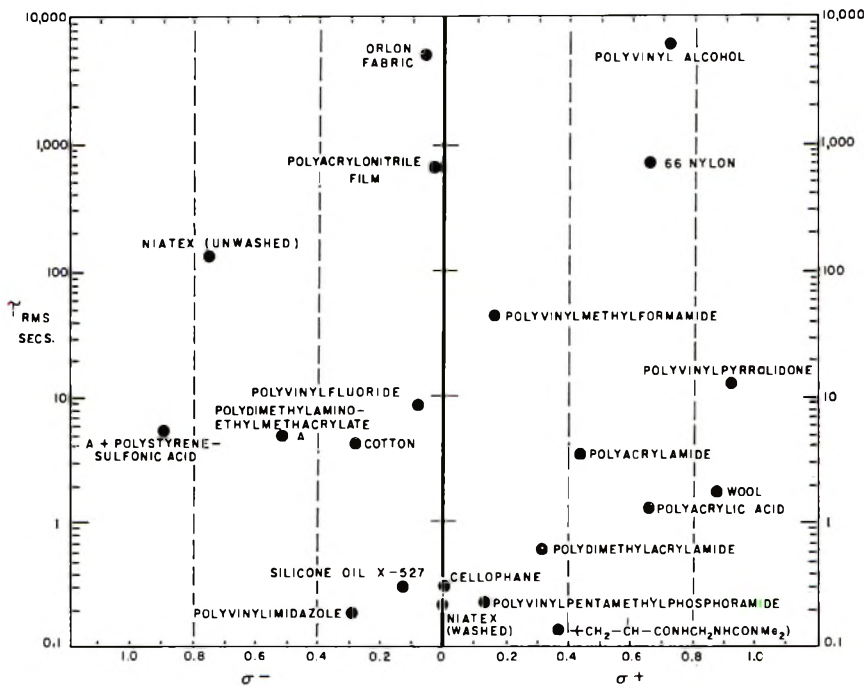 10,000
10,000
ORLON
FABRIC
POLYVINYL ALCOHOL
1,000
1,000
POLYACRYLONITRILE
FILM
66 NYLON
NIATEX (UNWASHED)
100
100
τ RMS
SECS.
POLYVINYLMETHYLFORMAMIDE
POLYVINYLPYRROLIDONE
POLYVINYLFLUORIDE
10
10
POLYDIMETHYLAMINO-
ETHYLMETHACRYLATE
A
COTTON
A + POLYSTYRENE-
SULFONIC ACID
POLYACRYLAMIDE
WOOL
POLYACRYLIC ACID
1
1
POLYDIMETHYLACRYLAMIDE
SILICONE OIL X-527
CELLOPHANE
POLYVINYLIMIDAZOLE
POLYVINYLPENTAMETHYLPHOSPHORAMIDE
NIATEX
(WASHED)
+CH2-CH-CONHCH2NHCONMe2)
0.1
0.1
1.0 0.8 0.6 0.4 0.2 0 0.2 0.4 0.6 0.8 1.0
σ− σ+